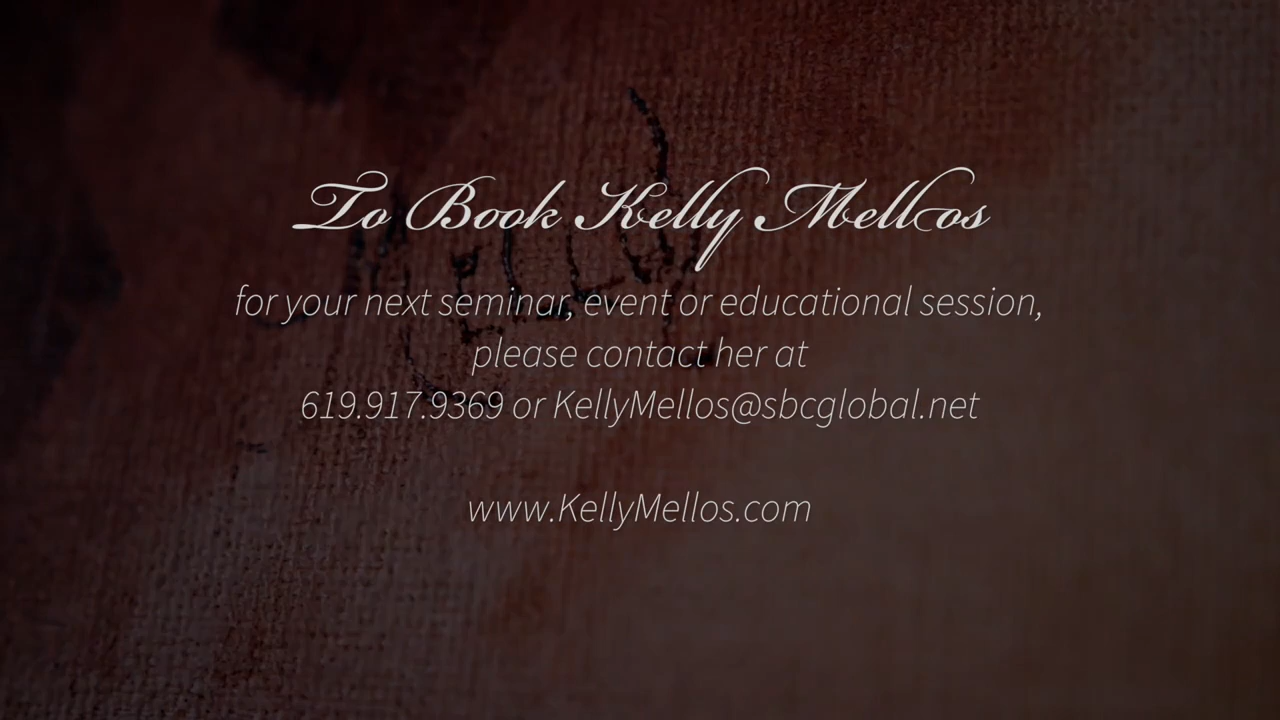 To Book Kelly Mellos
for your next seminar, event or educational session,
please contact her at
619.917.9369 or KellyMellos@sbcglobal.net
www.KellyMellos.com